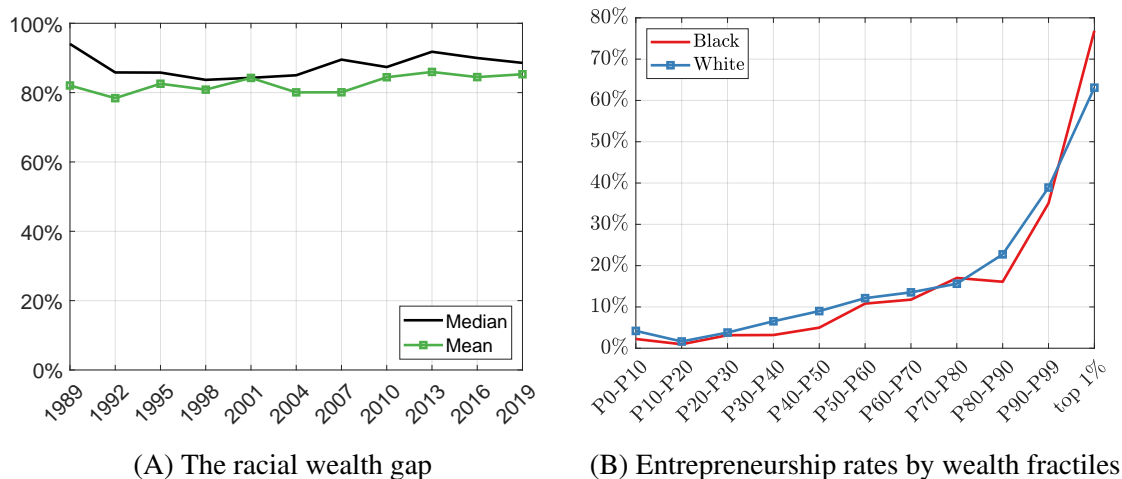 100%
80%
60%
40%
20%
0%
Median
Mean
1989
1992
1995
1998
2001
2004
2007
2010
2013
2016
2019
(A) The racial wealth gap
80%
70%
60%
50%
40%
30%
20%
10%
0%
Black
White
P0-P10
P10-P20
P20-P30
P30-P40
P40-P50
P50-P60
P60-P70
P70-P80
P80-P90
P90-P99
top 1%
(B) Entrepreneurship rates by wealth fractiles